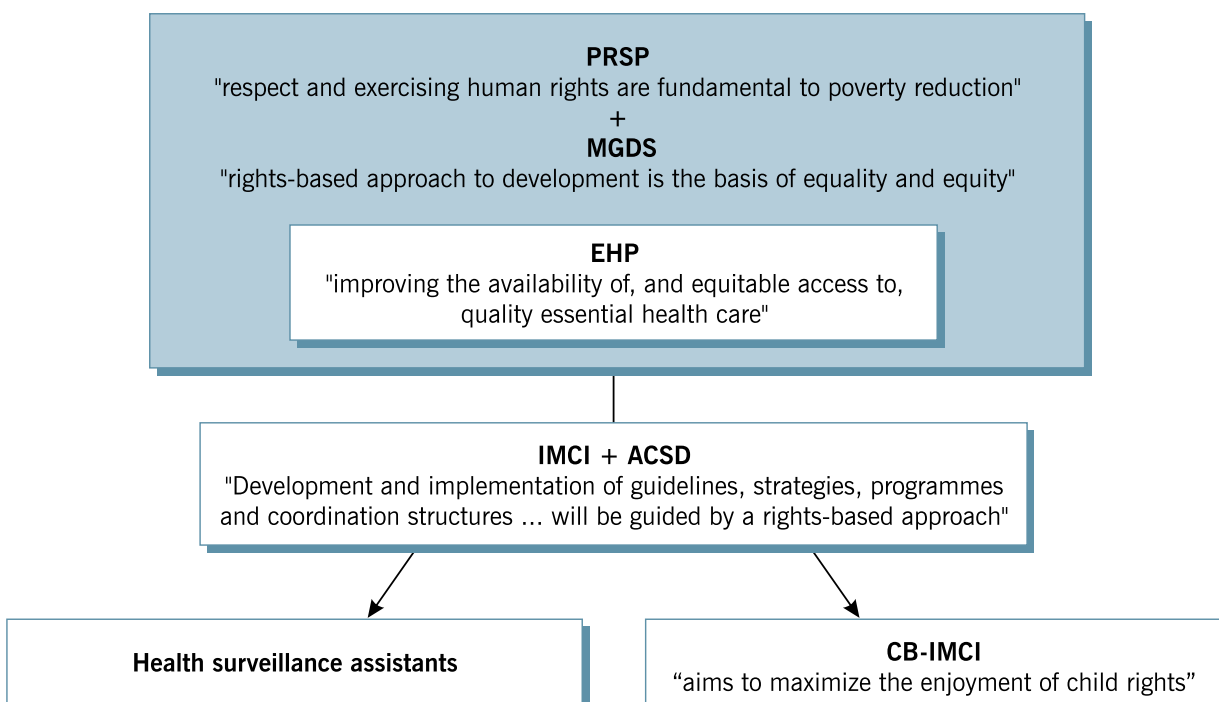 PRSP
"respect and exercising human rights are fundamental to poverty reduction"
+
MGDS
"rights-based approach to development is the basis of equality and equity"
EHP
"improving the availability of, and equitable access to,
quality essential health care"
IMCI + ACSD
"Development and implementation of guidelines, strategies, programmes
and coordination structures ... will be guided by a rights-based approach"
Health surveillance assistants
CB-IMCI
“aims to maximize the enjoyment of child rights”